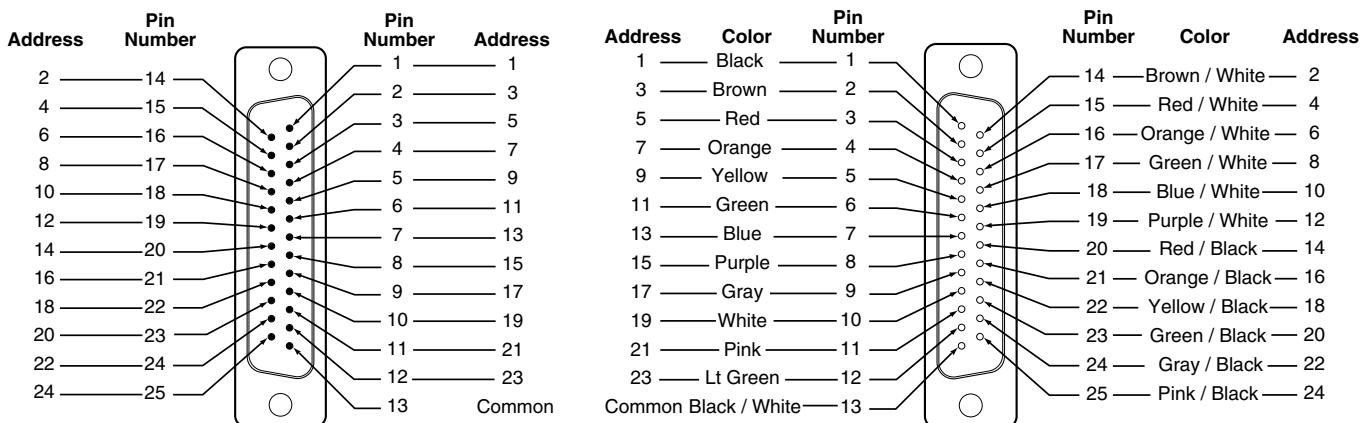 Address Pin Number Pin Number Address
1 1
2 14
2 3
4 15
3 5
6 16
4 7
8 17
5 9
10 18
6 11
12 19
7 13
14 20
8 15
16 21
9 17
18 22
10 19
20 23
11 21
22 24
12 23
24 25
13 Common
Address Color Pin Number
1 Black 1
3 Brown 2
5 Red 3
7 Orange 4
9 Yellow 5
11 Green 6
13 Blue 7
15 Purple 8
17 Gray 9
19 White 10
21 Pink 11
23 Lt Green 12
Common Black / White 13
Pin Number Color Address
14 Brown / White 2
15 Red / White 4
16 Orange / White 6
17 Green / White 8
18 Blue / White 10
19 Purple / White 12
20 Red / Black 14
21 Orange / Black 16
22 Yellow / Black 18
23 Green / Black 20
24 Gray / Black 22
25 Pink / Black 24